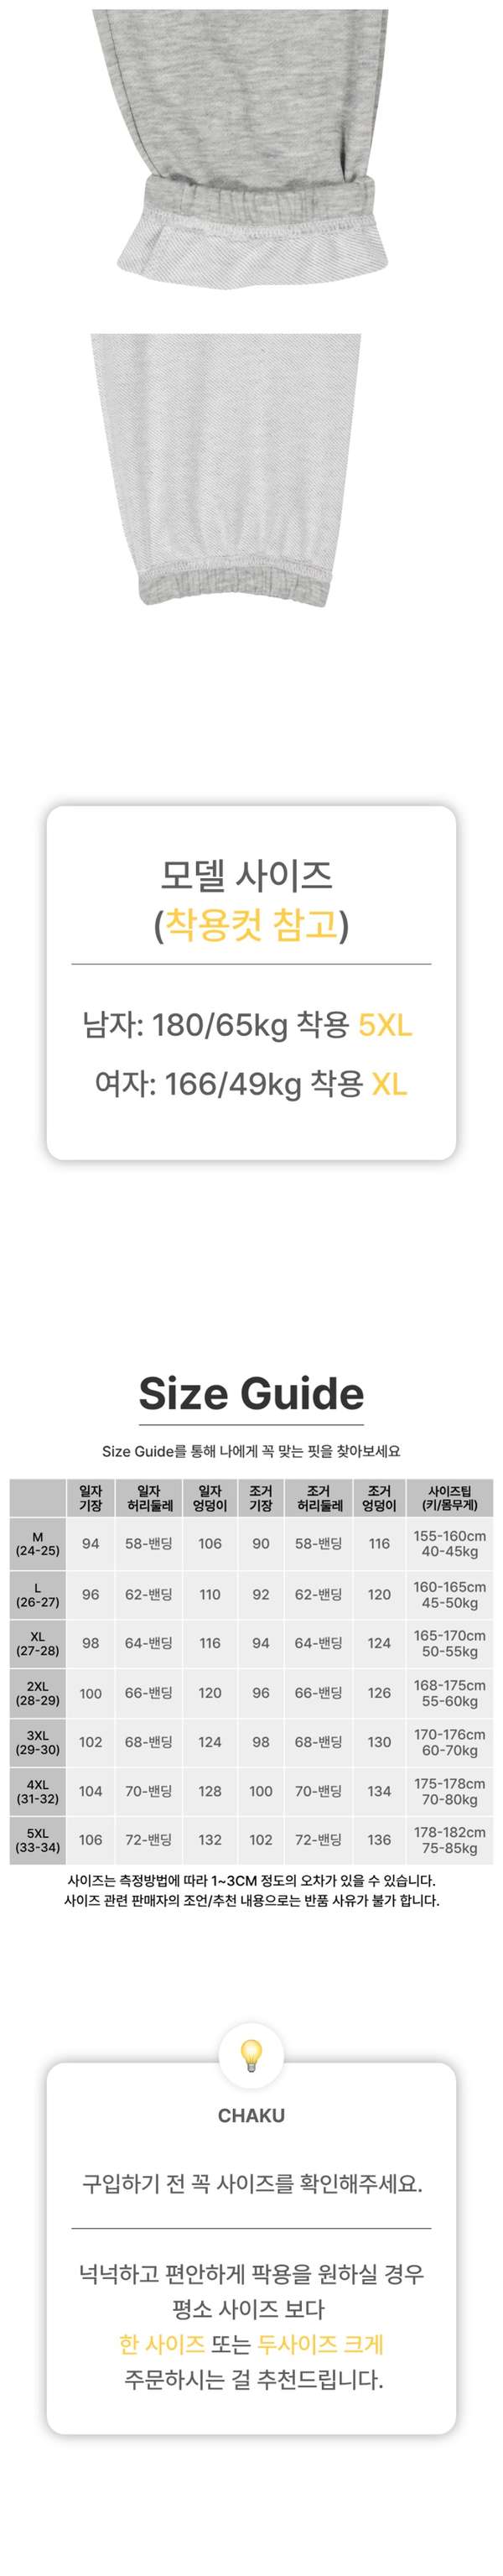 모델 사이즈
(착용컷 참고)
남자: 180/65kg 착용 5XL
여자: 166/49kg 착용 XL
Size Guide
Size Guide를 통해 나에게 꼭 맞는 핏을 찾아보세요
일자 기장 일자 허리둘레 일자 엉덩이 조거 기장 조거 허리둘레 조거 엉덩이 사이즈팁 (키/몸무게)
M (24-25) 94 58-밴딩 106 90 58-밴딩 116 155-160cm 40-45kg
L (26-27) 96 62-밴딩 110 92 62-밴딩 120 160-165cm 45-50kg
XL (27-28) 98 64-밴딩 116 94 64-밴딩 124 165-170cm 50-55kg
2XL (28-29) 100 66-밴딩 120 96 66-밴딩 126 168-175cm 55-60kg
3XL (29-30) 102 68-밴딩 124 98 68-밴딩 130 170-176cm 60-70kg
4XL (31-32) 104 70-밴딩 128 100 70-밴딩 134 175-178cm 70-80kg
5XL (33-34) 106 72-밴딩 132 102 72-밴딩 136 178-182cm 75-85kg
사이즈는 측정방법에 따라 1~3CM 정도의 오차가 있을 수 있습니다.
사이즈 관련 판매자의 조언/추천 내용으로는 반품 사유가 불가 합니다.
CHAKU
구입하기 전 꼭 사이즈를 확인해주세요.
넉넉하고 편안하게 팍용을 원하실 경우
평소 사이즈 보다
한 사이즈 또는 두사이즈 크게
주문하시는 걸 추천드립니다.